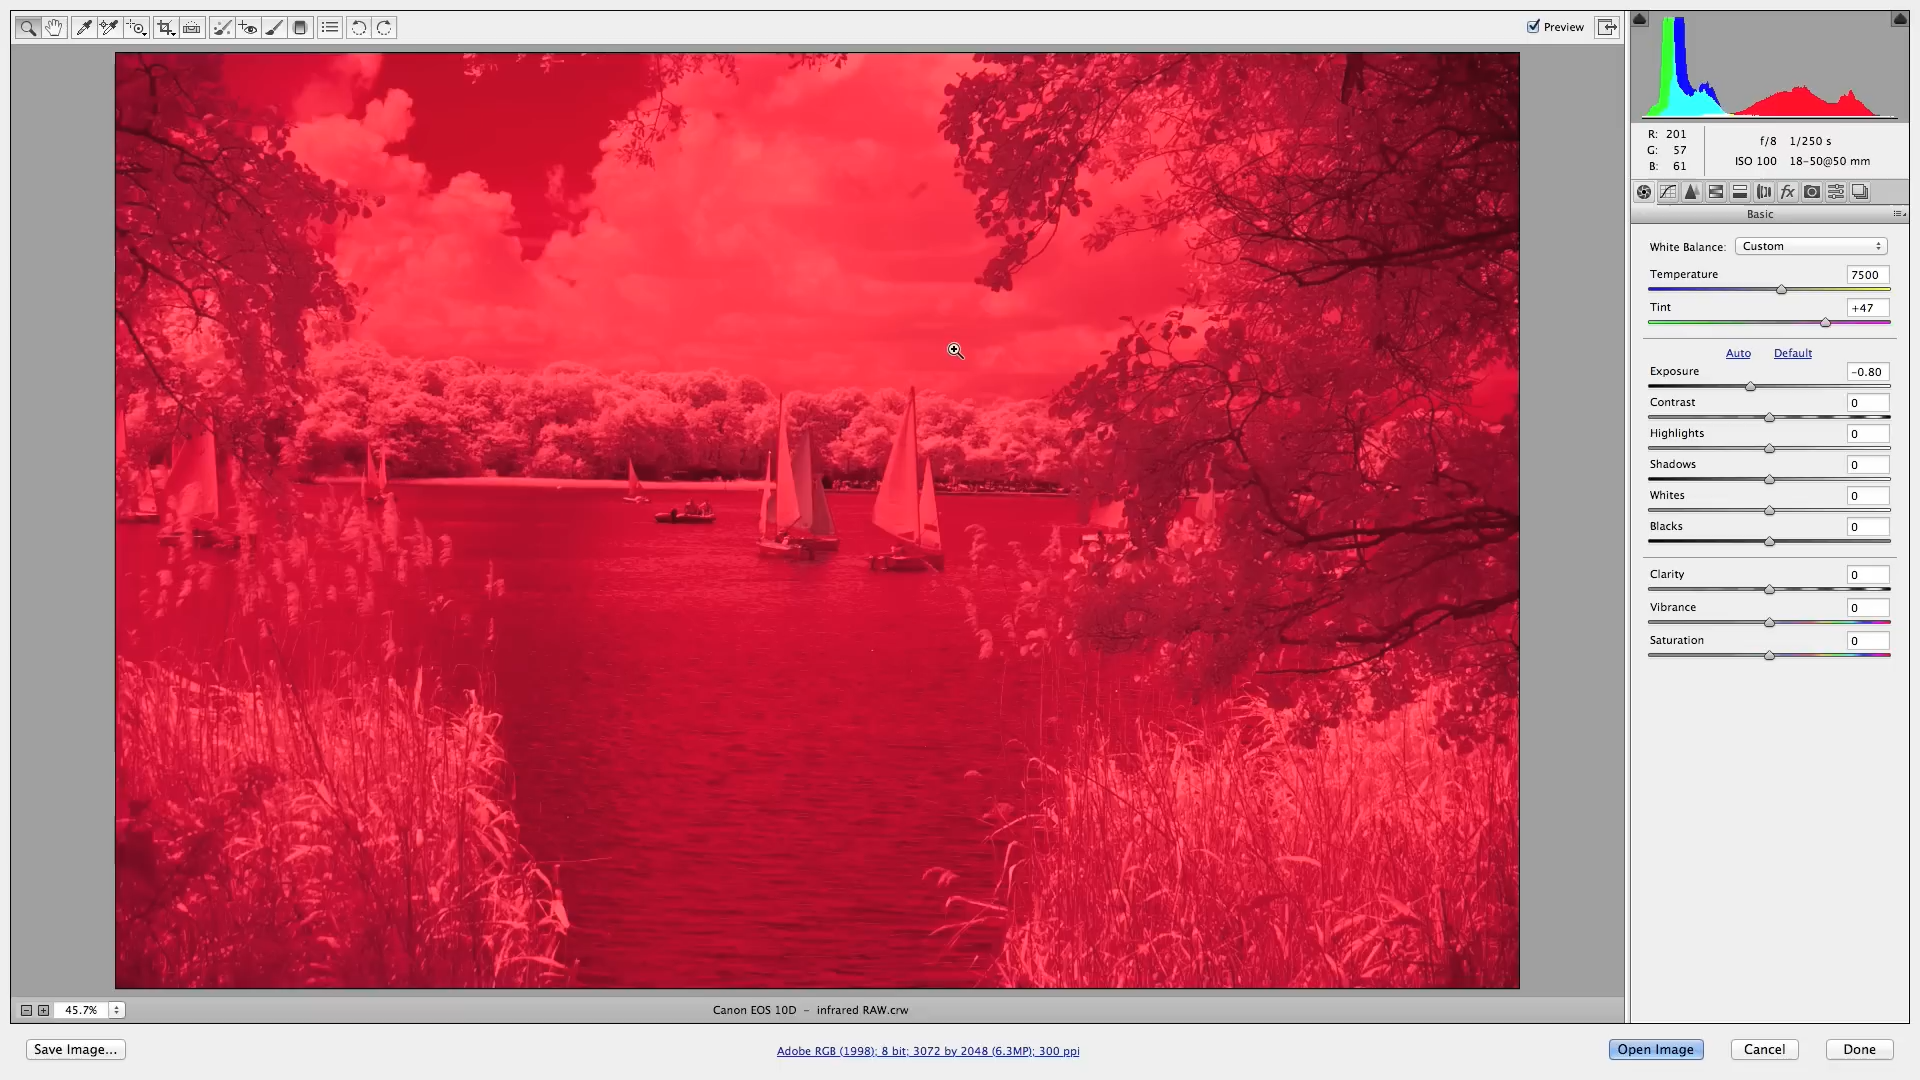 Preview
R: 201
G: 57
B: 61
f/8 1/250 s
ISO 100 18-50@50 mm
fx
Basic
White Balance: Custom
Temperature 7500
Tint +47
Auto Default
Exposure -0.80
Contrast 0
Highlights 0
Shadows 0
Whites 0
Blacks 0
Clarity 0
Vibrance 0
Saturation 0
45.7%
Canon EOS 10D – infrared RAW.crw
Save Image...
Adobe RGB (1998); 8 bit; 3072 by 2048 (6.3MP); 300 ppi
Open Image
Cancel
Done